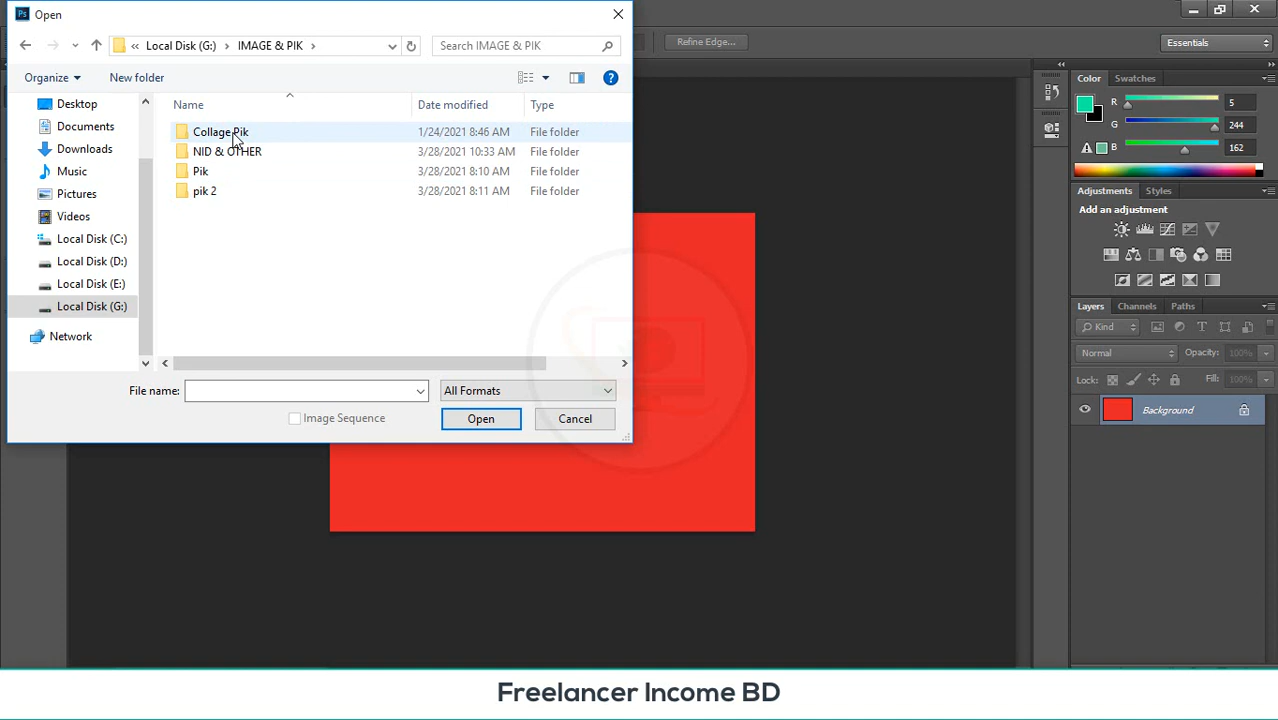 Ps Open
« Local Disk (G:) › IMAGE & PIK ›
Search IMAGE & PIK
Organize
New folder
Desktop
Documents
Downloads
Music
Pictures
Videos
Local Disk (C:)
Local Disk (D:)
Local Disk (E:)
Local Disk (G:)
Network
Name Date modified Type
Collage Pik 1/24/2021 8:46 AM File folder
NID & OTHER 3/28/2021 10:33 AM File folder
Pik 3/28/2021 8:10 AM File folder
pik 2 3/28/2021 8:11 AM File folder
File name:
All Formats
Image Sequence
Open
Cancel
Refine Edge...
Essentials
Color Swatches
R 5
G 244
B 162
Adjustments Styles
Add an adjustment
Layers Channels Paths
Kind
Normal Opacity: 100%
Lock: Fill: 100%
Background
Freelancer Income BD